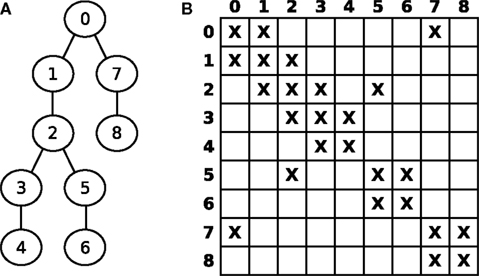 A
0
1 7
2 8
3 5
4 6
B
0 1 2 3 4 5 6 7 8
0 X X X
1 X X X
2 X X X X
3 X X X
4 X X
5 X X X
6 X X
7 X X X
8 X X